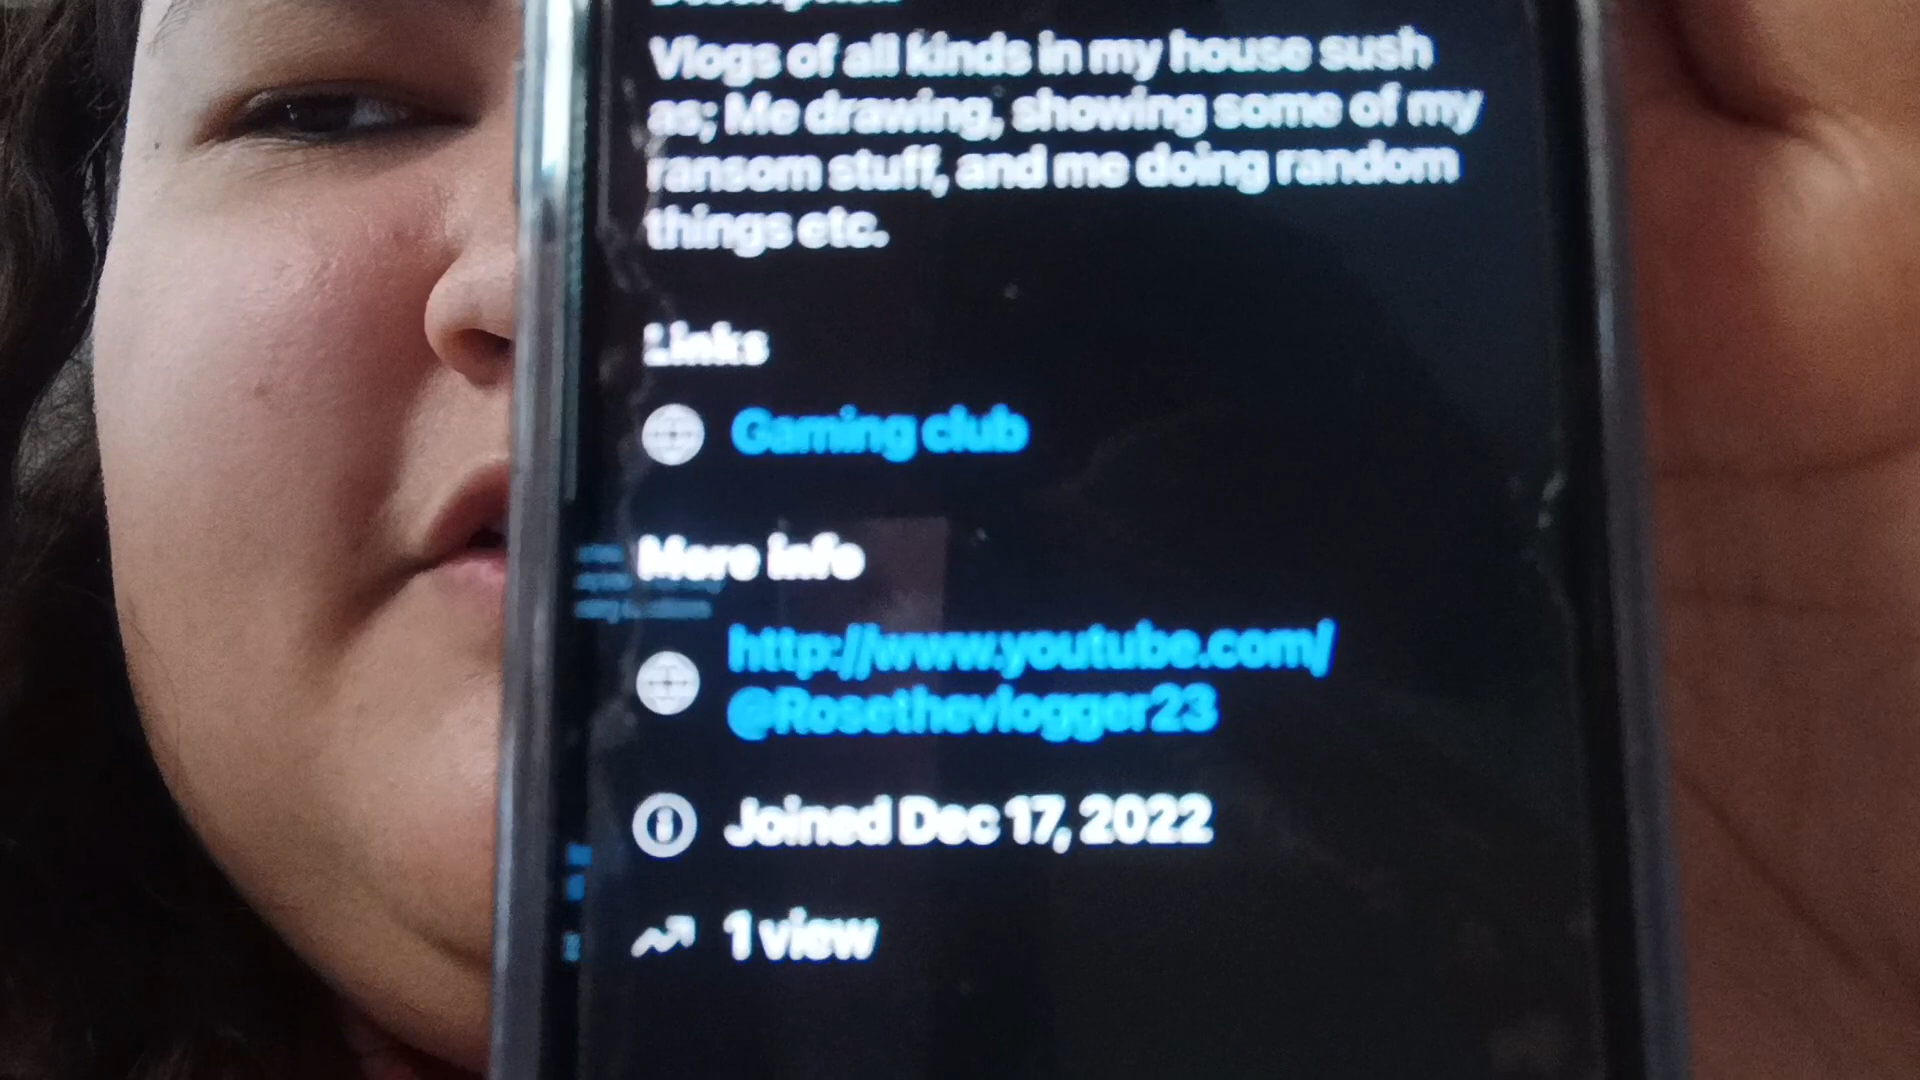 Description
Vlogs of all kinds in my house sush
as; Me drawing, showing some of my
ransom stuff, and me doing random
things etc.
Links
Gaming club
More info
http://www.youtube.com/
@Rosethevlogger23
Joined Dec 17, 2022
1 view